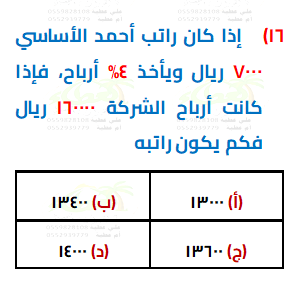 ١٦) إذا كان راتب أحمد الأساسي
٧٠٠٠ ريال ويأخذ ٤% أرباح، فإذا
كانت أرباح الشركة ١٦٠٠٠٠ ريال
فكم يكون راتبه
(أ) ١٣٠٠٠
(ب) ١٣٤٠٠
(ج) ١٣٦٠٠
(د) ١٤٠٠٠